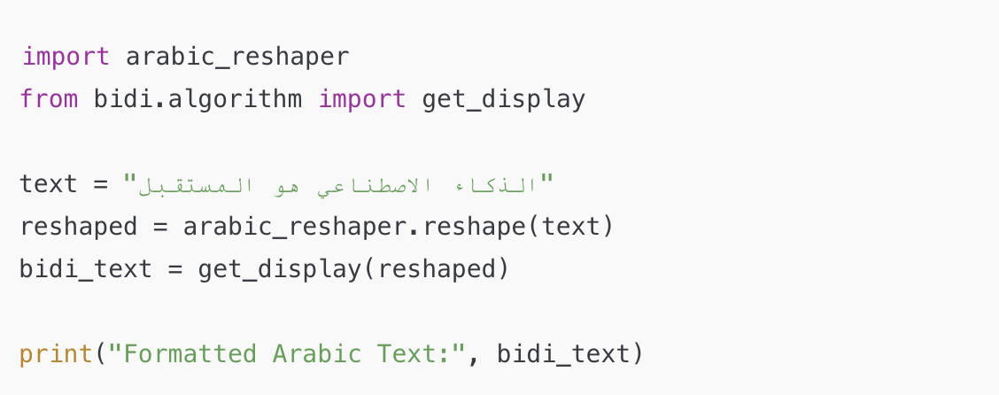 import arabic_reshaper
from bidi.algorithm import get_display
text = "الذكاء الاصطناعي هو المستقبل"
reshaped = arabic_reshaper.reshape(text)
bidi_text = get_display(reshaped)
print("Formatted Arabic Text:", bidi_text)